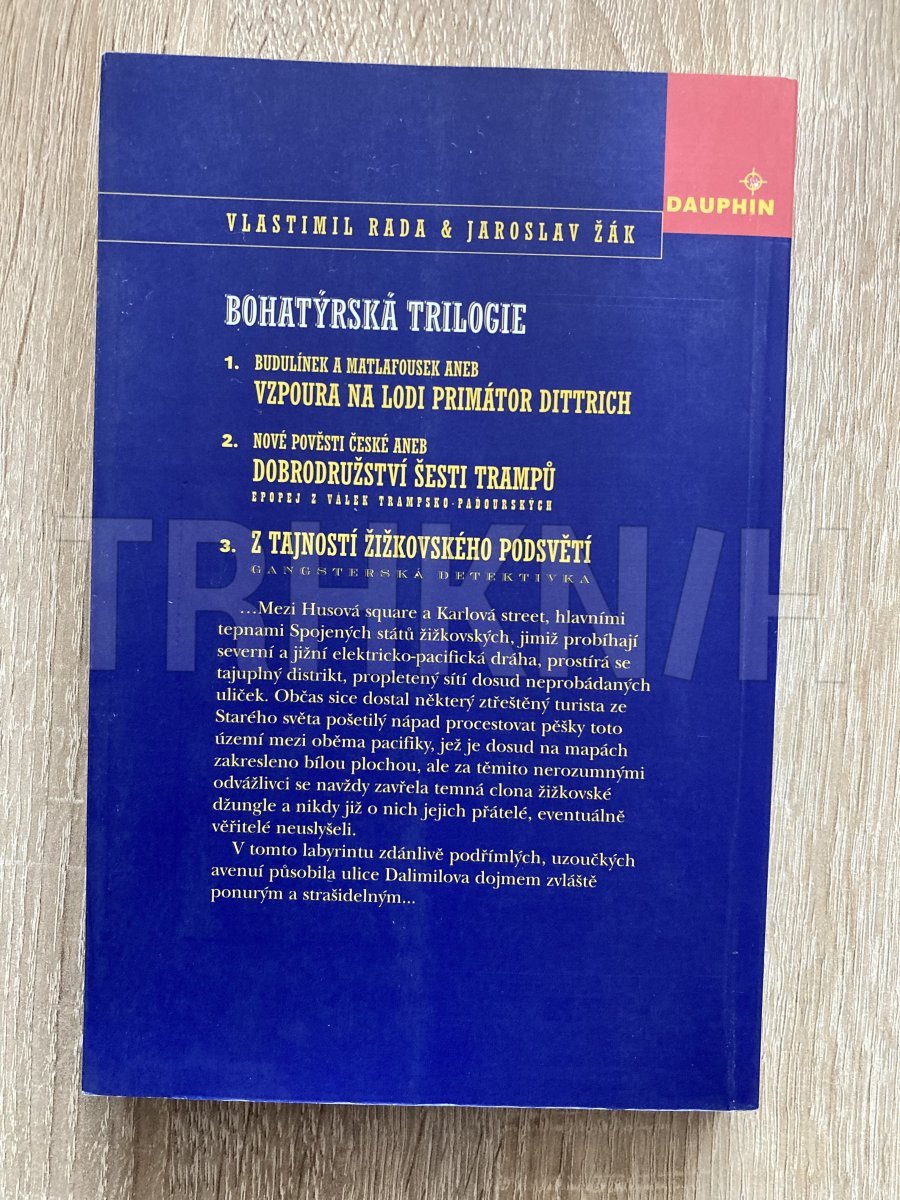 DAUPHIN
VLASTIMIL RADA & JAROSLAV ŽÁK
BOHATÝRSKÁ TRILOGIE
1. BUDULÍNEK A MATLAFOUSEK ANEB
VZPOURA NA LODI PRIMÁTOR DITTRICH
2. NOVÉ POVĚSTI ČESKÉ ANEB
DOBRODRUŽSTVÍ ŠESTI TRAMPŮ
EPOPEJ Z VÁLEK TRAMPSKO-PAĎOURSKÝCH
3. Z TAJNOSTÍ ŽIŽKOVSKÉHO PODSVĚTÍ
GANGSTERSKÁ DETEKTIVKA
TRHKNI/H
...Mezi Husová square a Karlová street, hlavními
tepnami Spojených států žižkovských, jimiž probíhají
severní a jižní elektricko-pacifická dráha, prostírá se
tajuplný distrikt, propletený sítí dosud neprobádaných
uliček. Občas sice dostal některý ztřeštěný turista ze
Starého světa pošetilý nápad procestovat pěšky toto
území mezi oběma pacifiky, jež je dosud na mapách
zakresleno bílou plochou, ale za těmito nerozumnými
odvážlivci se navždy zavřela temná clona žižkovské
džungle a nikdy již o nich jejich přátelé, eventuálně
věřitelé neuslyšeli.
V tomto labyrintu zdánlivě podřímlých, uzoučkých
avenuí působila ulice Dalimilova dojmem zvláště
ponurým a strašidelným...